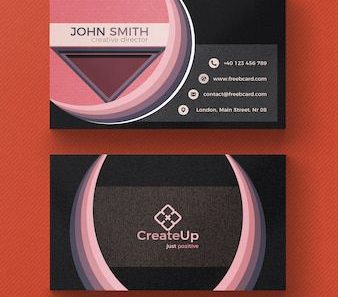 JOHN SMITH
creative director
+40 123 456 789
www.freebcard.com
contact@freebcard.com
London, Main Street, Nr 08
CreateUp
just positive